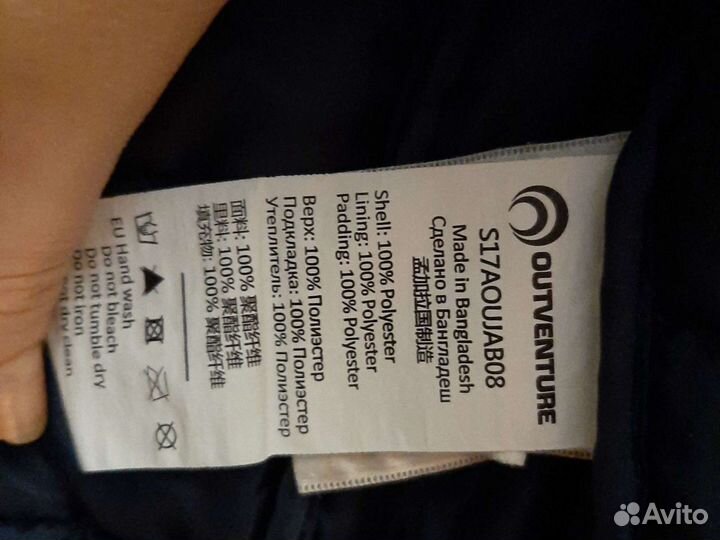 OUTVENTURE
S17AOUJAB08
Made in Bangladesh
Сделано в Бангладеш
孟加拉国制造
Shell: 100% Polyester
Lining: 100% Polyester
Padding: 100% Polyester
Верх: 100% Полиэстер
Подкладка: 100% Полиэстер
Утеплитель: 100% Полиэстер
面料: 100% 聚酯纤维
里料: 100% 聚酯纤维
填充物: 100% 聚酯纤维
EU Hand wash
Do not bleach
Do not tumble dry
Do not iron
not dry clean
Avito